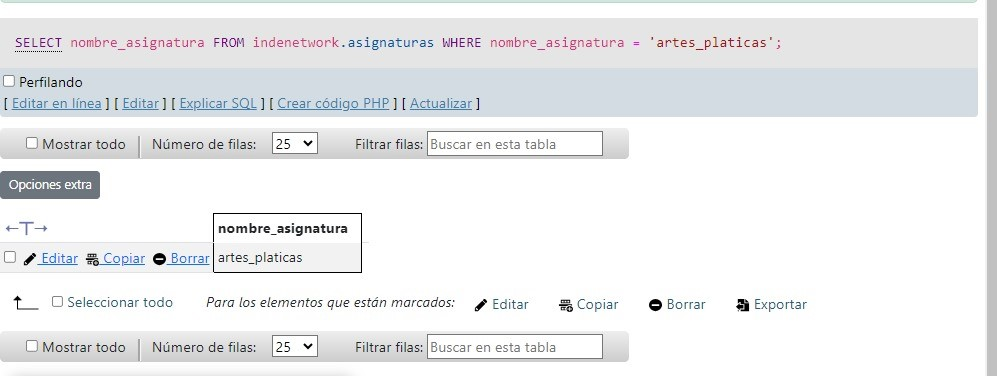 SELECT nombre_asignatura FROM indenetwork.asignaturas WHERE nombre_asignatura = 'artes_platicas';
Perfilando
[ Editar en línea ] [ Editar ] [ Explicar SQL ] [ Crear código PHP ] [ Actualizar ]
Mostrar todo Número de filas: 25 Filtrar filas: Buscar en esta tabla
Opciones extra
←T→ nombre_asignatura
Editar Copiar Borrar artes_platicas
Seleccionar todo Para los elementos que están marcados: Editar Copiar Borrar Exportar
Mostrar todo Número de filas: 25 Filtrar filas: Buscar en esta tabla